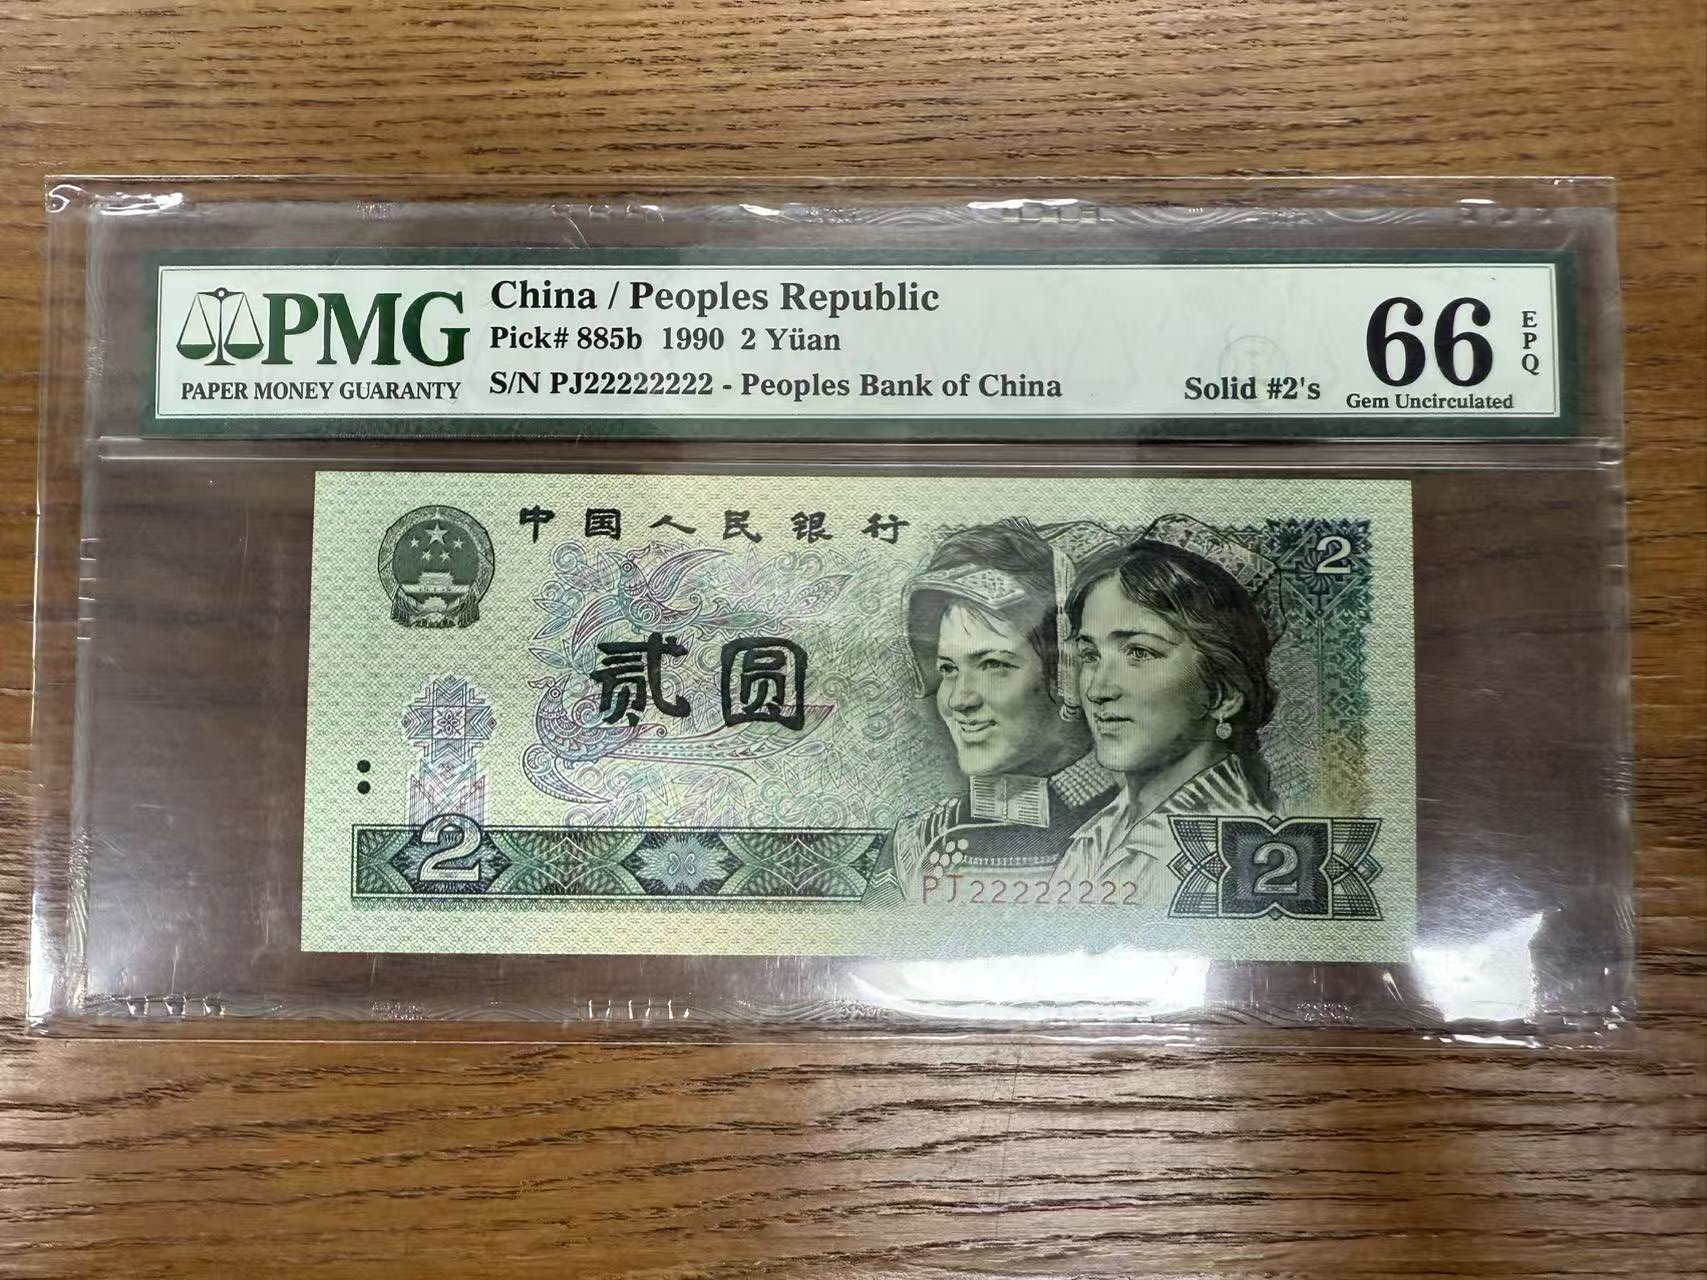 PMG
PAPER MONEY GUARANTY
China / Peoples Republic
Pick# 885b 1990 2 Yüan
S/N PJ22222222 - Peoples Bank of China
Solid #2's
66
EPQ
Gem Uncirculated
中国人民银行
2
贰圆
2
PJ22222222
2